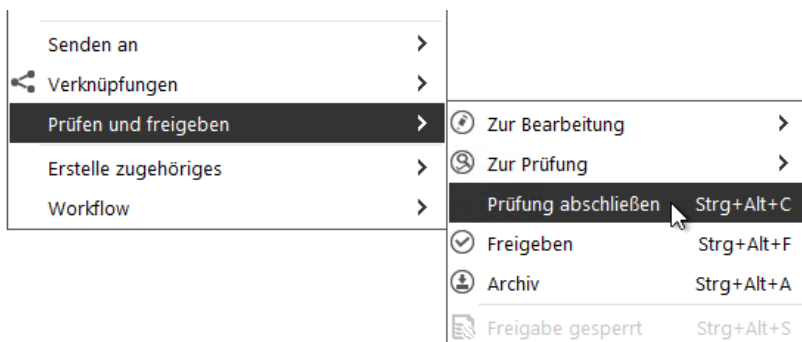 Senden an
Verknüpfungen
Prüfen und freigeben
Erstelle zugehöriges
Workflow
Zur Bearbeitung
Zur Prüfung
Prüfung abschließen Strg+Alt+C
Freigeben Strg+Alt+F
Archiv Strg+Alt+A
Freigabe gesperrt Strg+Alt+S